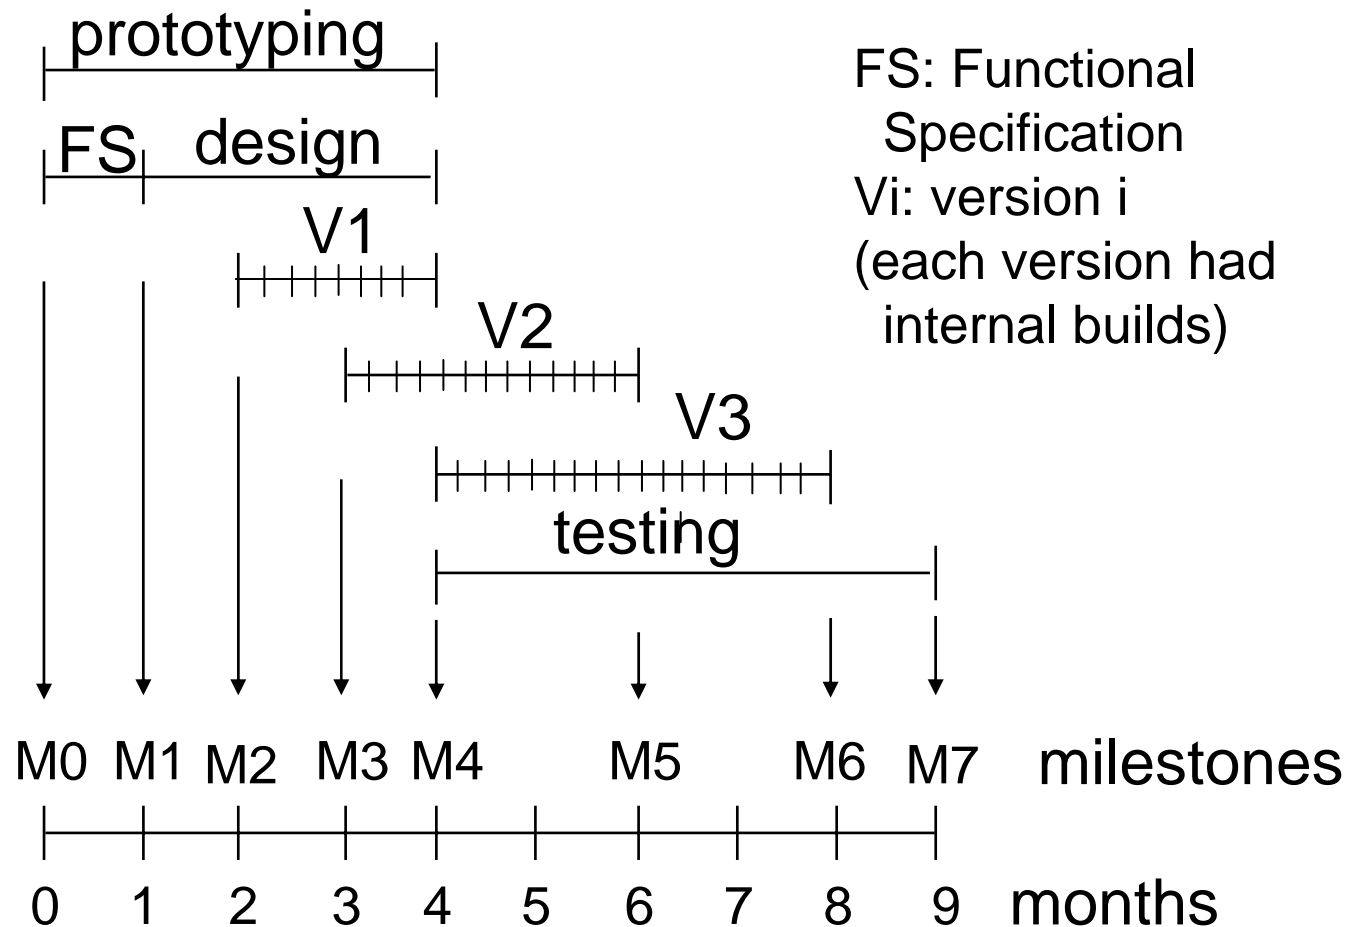 prototyping
FS: Functional
Specification
FS design
Vi: version i
V1
(each version had
internal builds)
V2
V3
testing
M0 M1 M2 M3 M4 M5 M6 M7 milestones
0 1 2 3 4 5 6 7 8 9 months